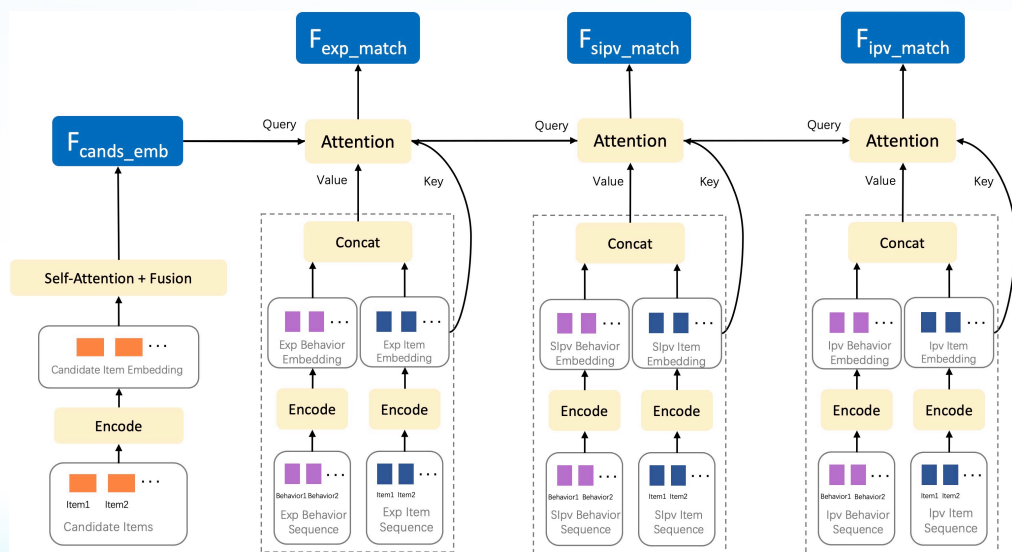 F_exp_match
F_sipv_match
F_ipv_match
F_cands_emb
Query
Attention
Query
Attention
Query
Attention
Value
Key
Value
Key
Value
Key
Self-Attention + Fusion
Concat
Concat
Concat
...
Candidate Item Embedding
...
Exp Behavior
Embedding
...
Exp Item
Embedding
...
SIpv Behavior
Embedding
...
SIpv Item
Embedding
...
Ipv Behavior
Embedding
...
Ipv Item
Embedding
Encode
Encode
Encode
Encode
Encode
Encode
Encode
...
Item1 Item2
Candidate Items
...
Behavior1 Behavior2
Exp Behavior
Sequence
...
Item1 Item2
Exp Item
Sequence
...
Behavior1 Behavior2
SIpv Behavior
Sequence
...
Item1 Item2
SIpv Item
Sequence
...
Behavior1 Behavior2
Ipv Behavior
Sequence
...
Item1 Item2
Ipv Item
Sequence